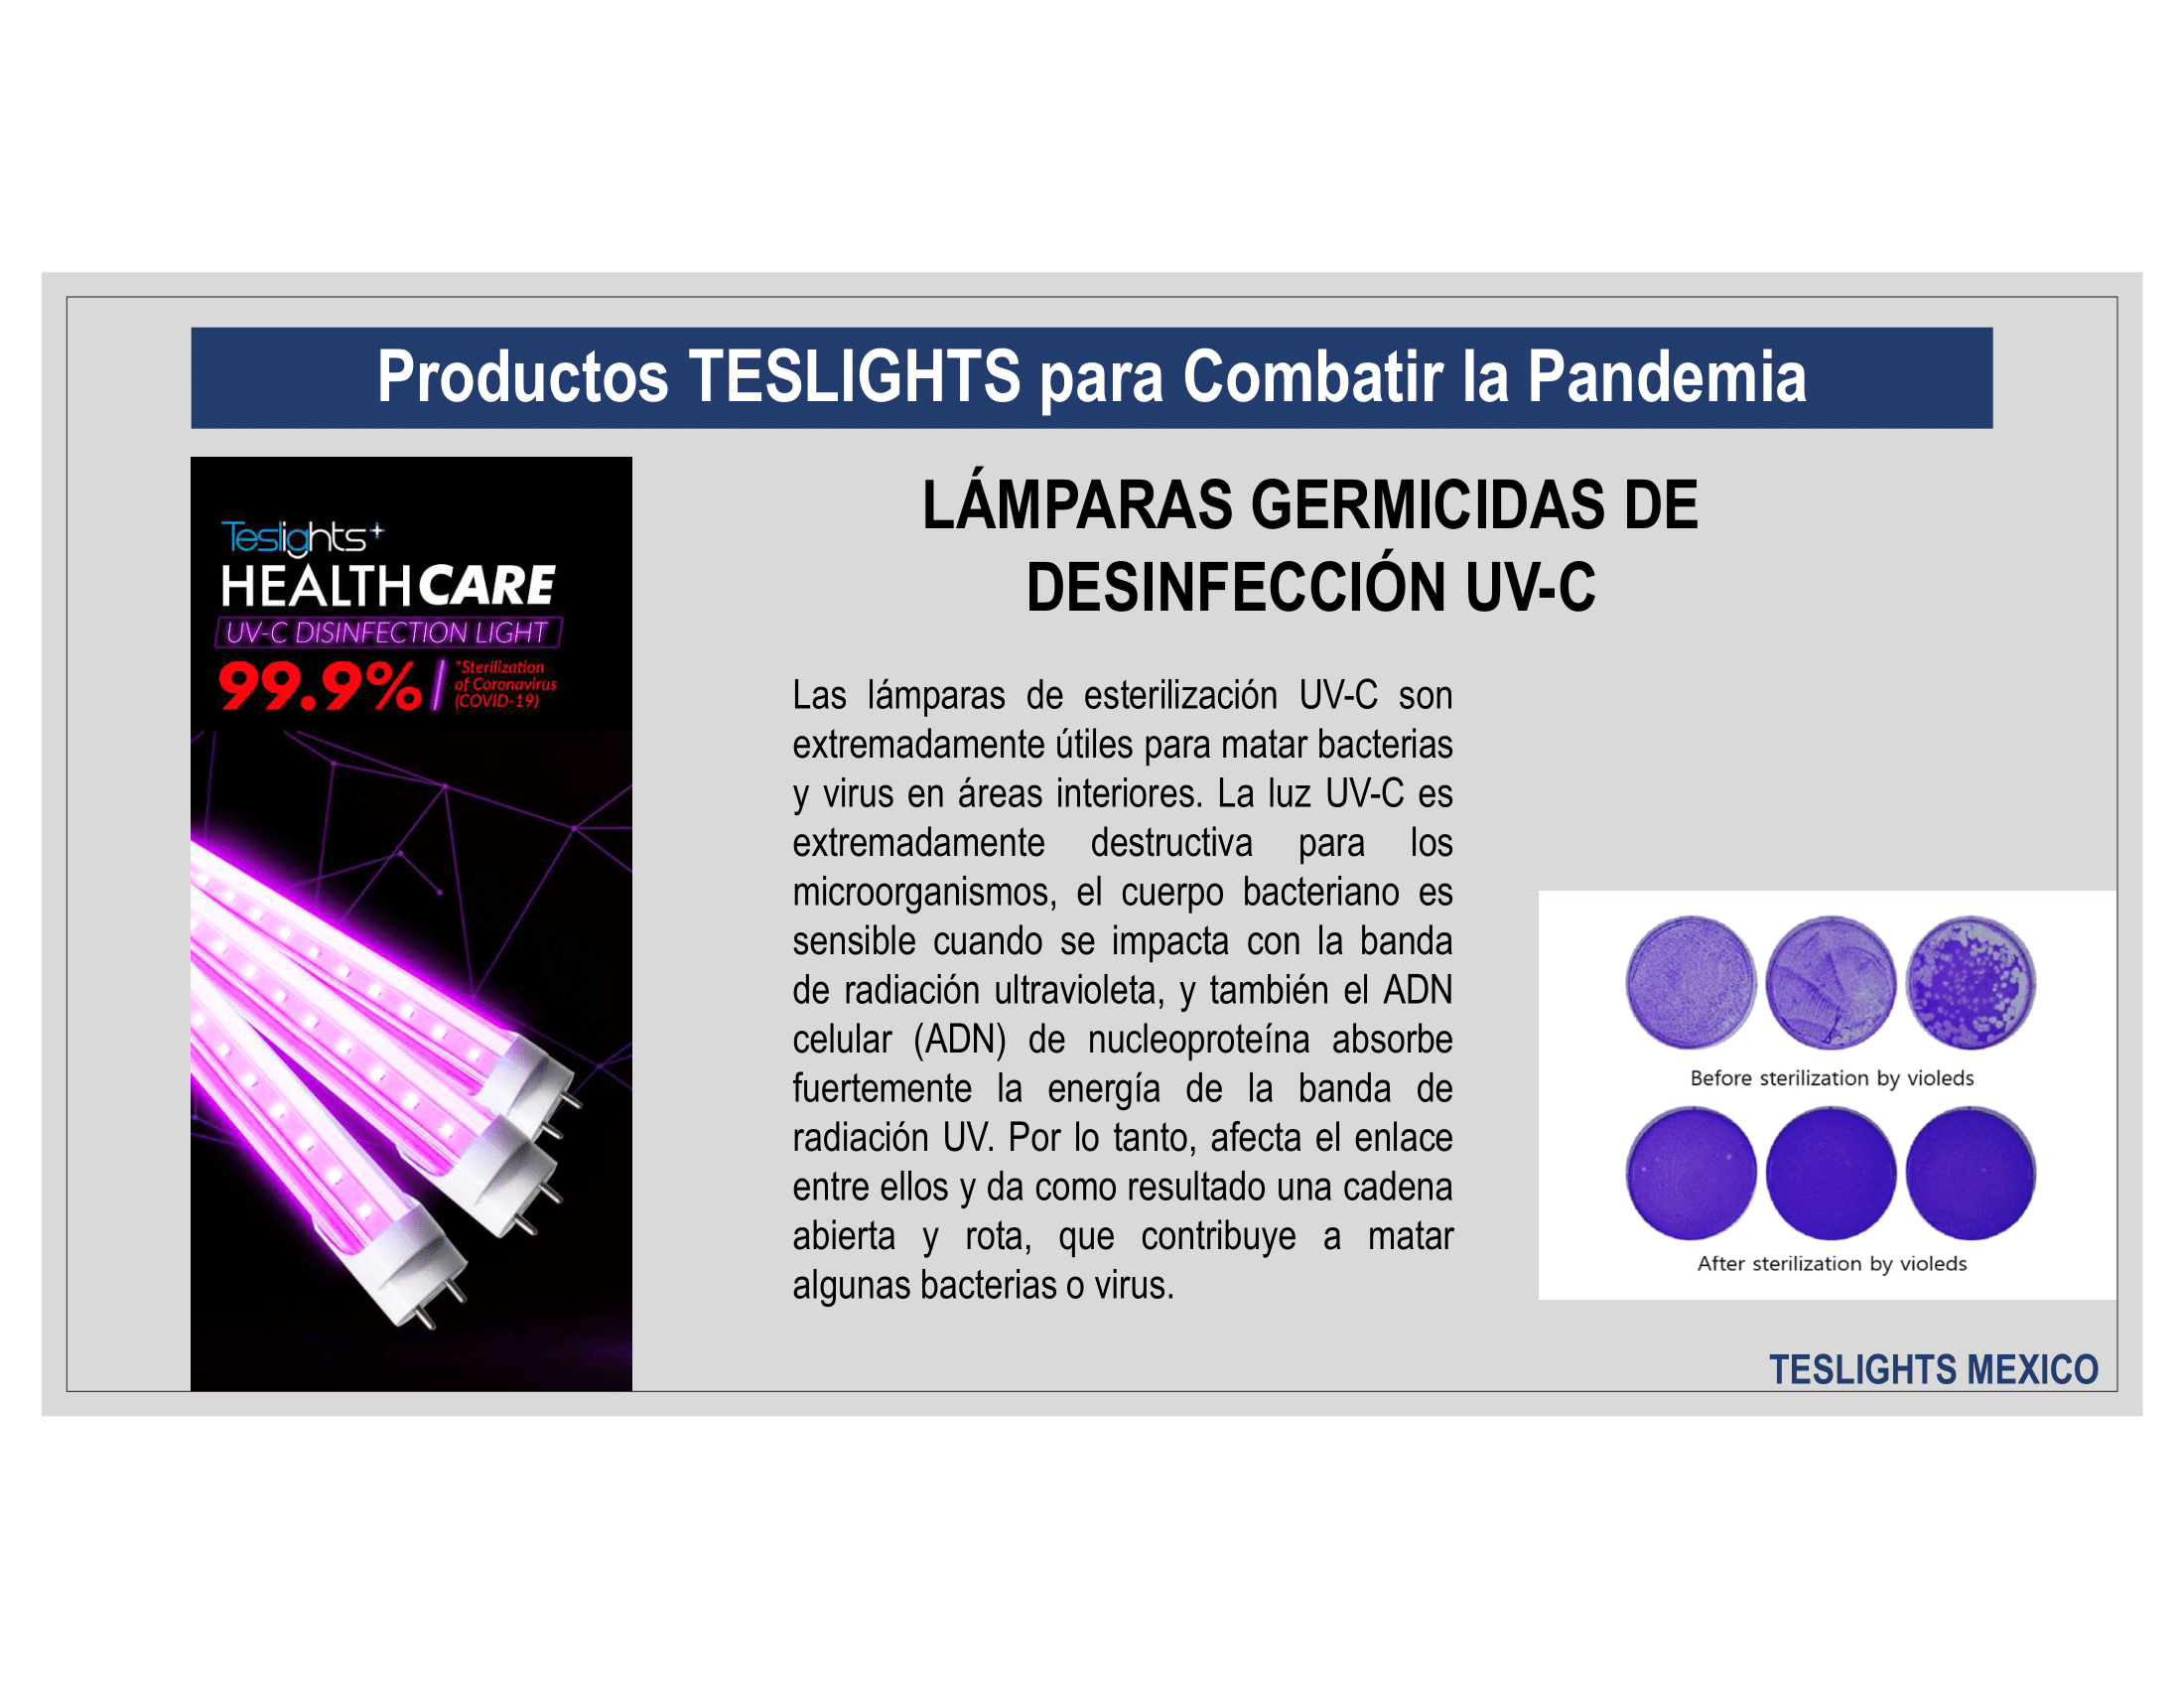 Productos TESLIGHTS para Combatir la Pandemia
Teslights+
HEALTHCARE
UV-C DISINFECTION LIGHT
99.9%
*Sterilization
of Coronavirus
(COVID-19)
LÁMPARAS GERMICIDAS DE
DESINFECCIÓN UV-C
Las lámparas de esterilización UV-C son
extremadamente útiles para matar bacterias
y virus en áreas interiores. La luz UV-C es
extremadamente destructiva para los
microorganismos, el cuerpo bacteriano es
sensible cuando se impacta con la banda
de radiación ultravioleta, y también el ADN
celular (ADN) de nucleoproteína absorbe
fuertemente la energía de la banda de
radiación UV. Por lo tanto, afecta el enlace
entre ellos y da como resultado una cadena
abierta y rota, que contribuye a matar
algunas bacterias o virus.
Before sterilization by violeds
After sterilization by violeds
TESLIGHTS MEXICO